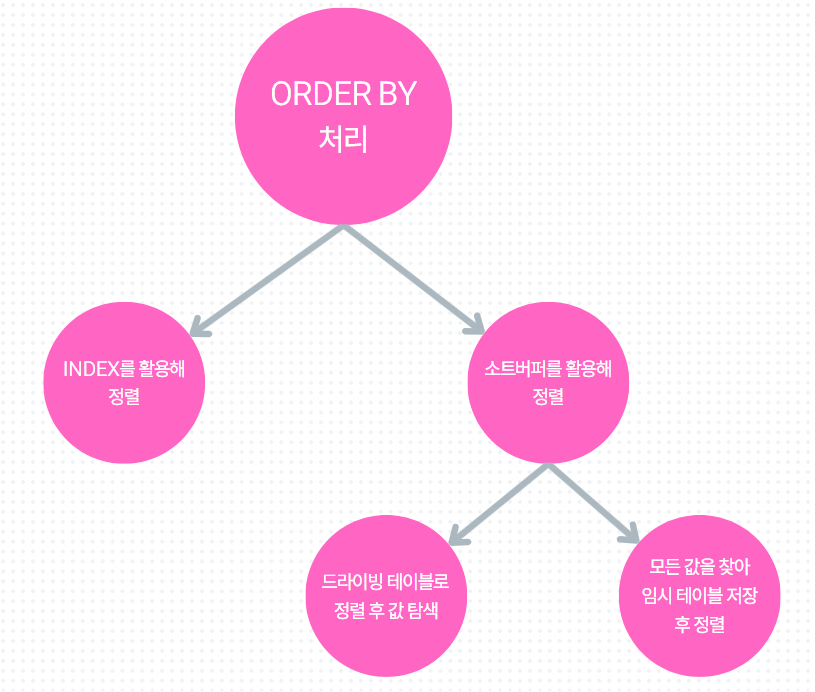 ORDER BY
처리
INDEX를 활용해
정렬
소트버퍼를 활용해
정렬
드라이빙 테이블로
정렬 후 값 탐색
모든 값을 찾아
임시 테이블 저장
후 정렬